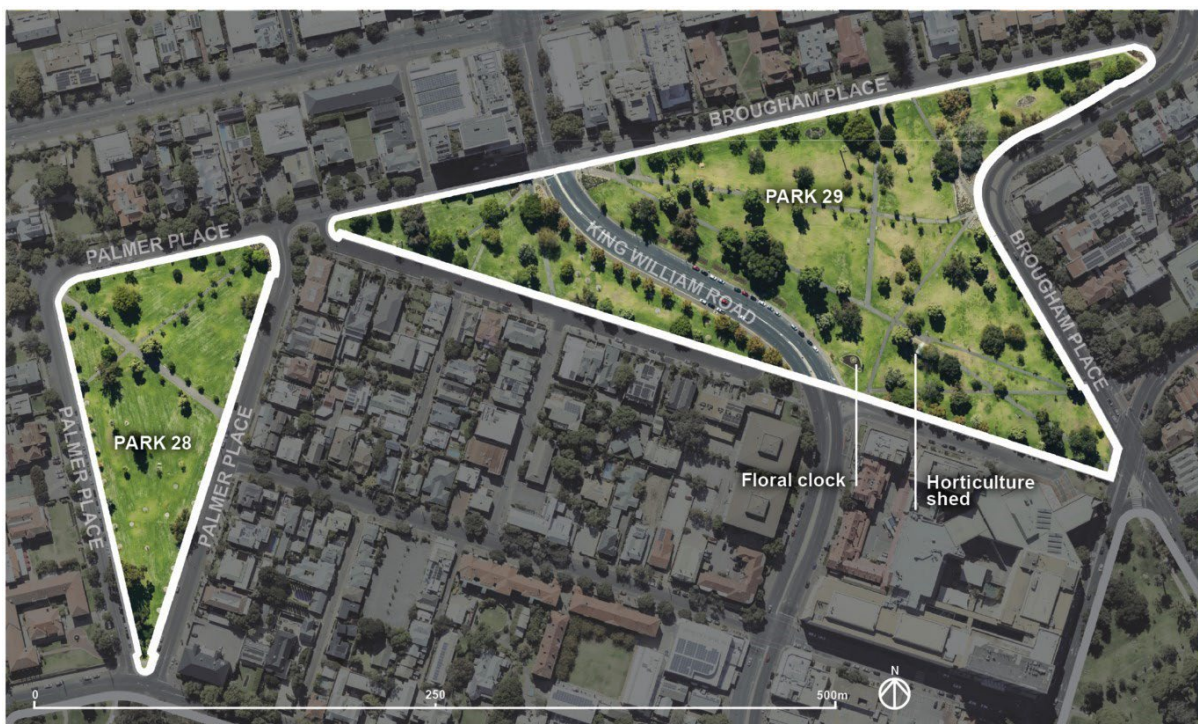 BROUGHAM PLACE
PARK 29
PALMER PLACE
KING WILLIAM ROAD
BROUGHAM PLACE
PARK 28
PALMER PLACE
PALMER PLACE
Floral clock
Horticulture
shed
N
0
250
500m